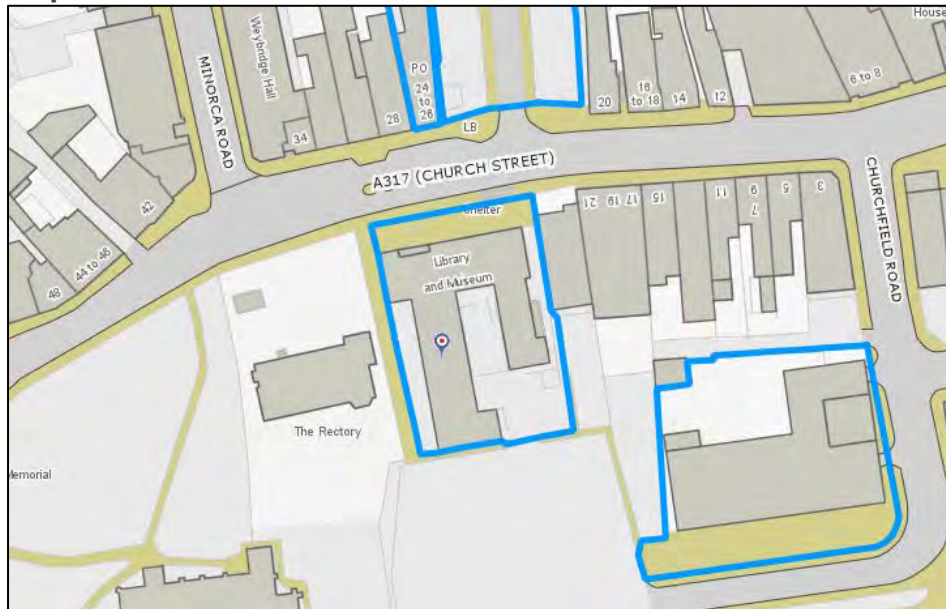 MINORCA ROAD
Weybridge Hall
House
PO
24
to
26
34
28
LB
20
16
to 18
14
12
6 to 8
A317 (CHURCH STREET)
CHURCHFIELD ROAD
42
44 to 46
48
Shelter
Library
and Museum
21
19
17
15
11
9
7
5
3
The Rectory
Memorial